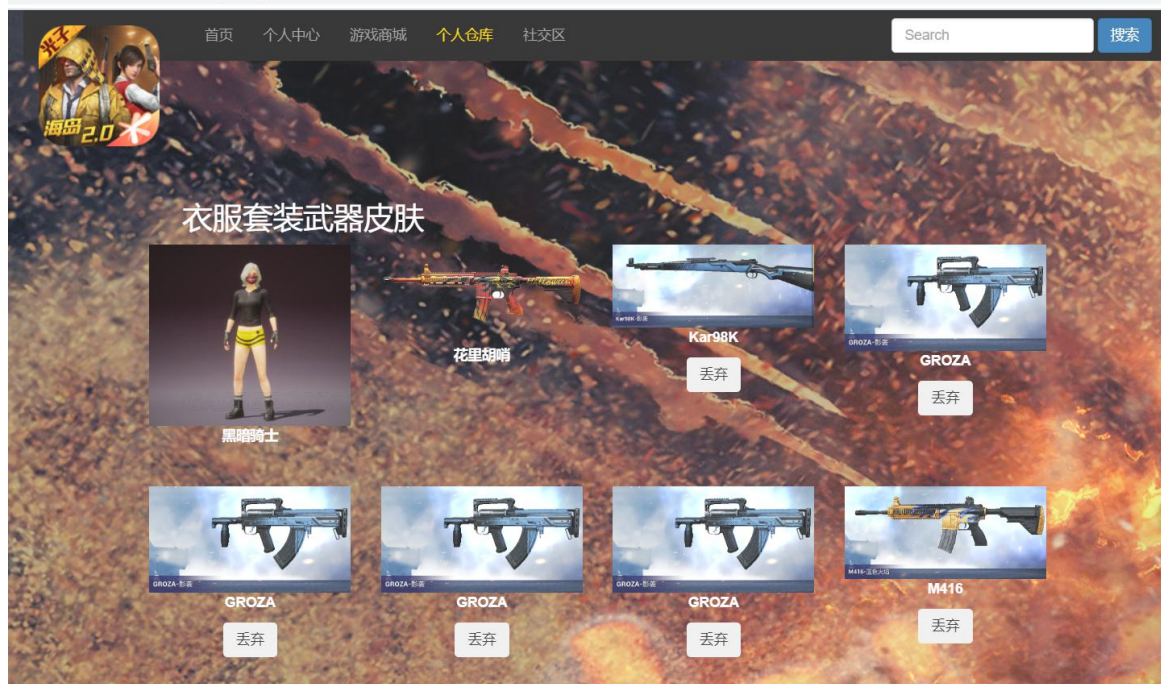 首页 个人中心 游戏商城 个人仓库 社交区 Search 搜索
光子
海岛2.0
衣服套装武器皮肤
Kar98K-影袭
GROZA-影袭
花里胡哨
Kar98K
GROZA
丢弃
丢弃
黑暗骑士
GROZA-影袭
GROZA-影袭
GROZA-影袭
GROZA
GROZA
GROZA
M416
丢弃
丢弃
丢弃
丢弃